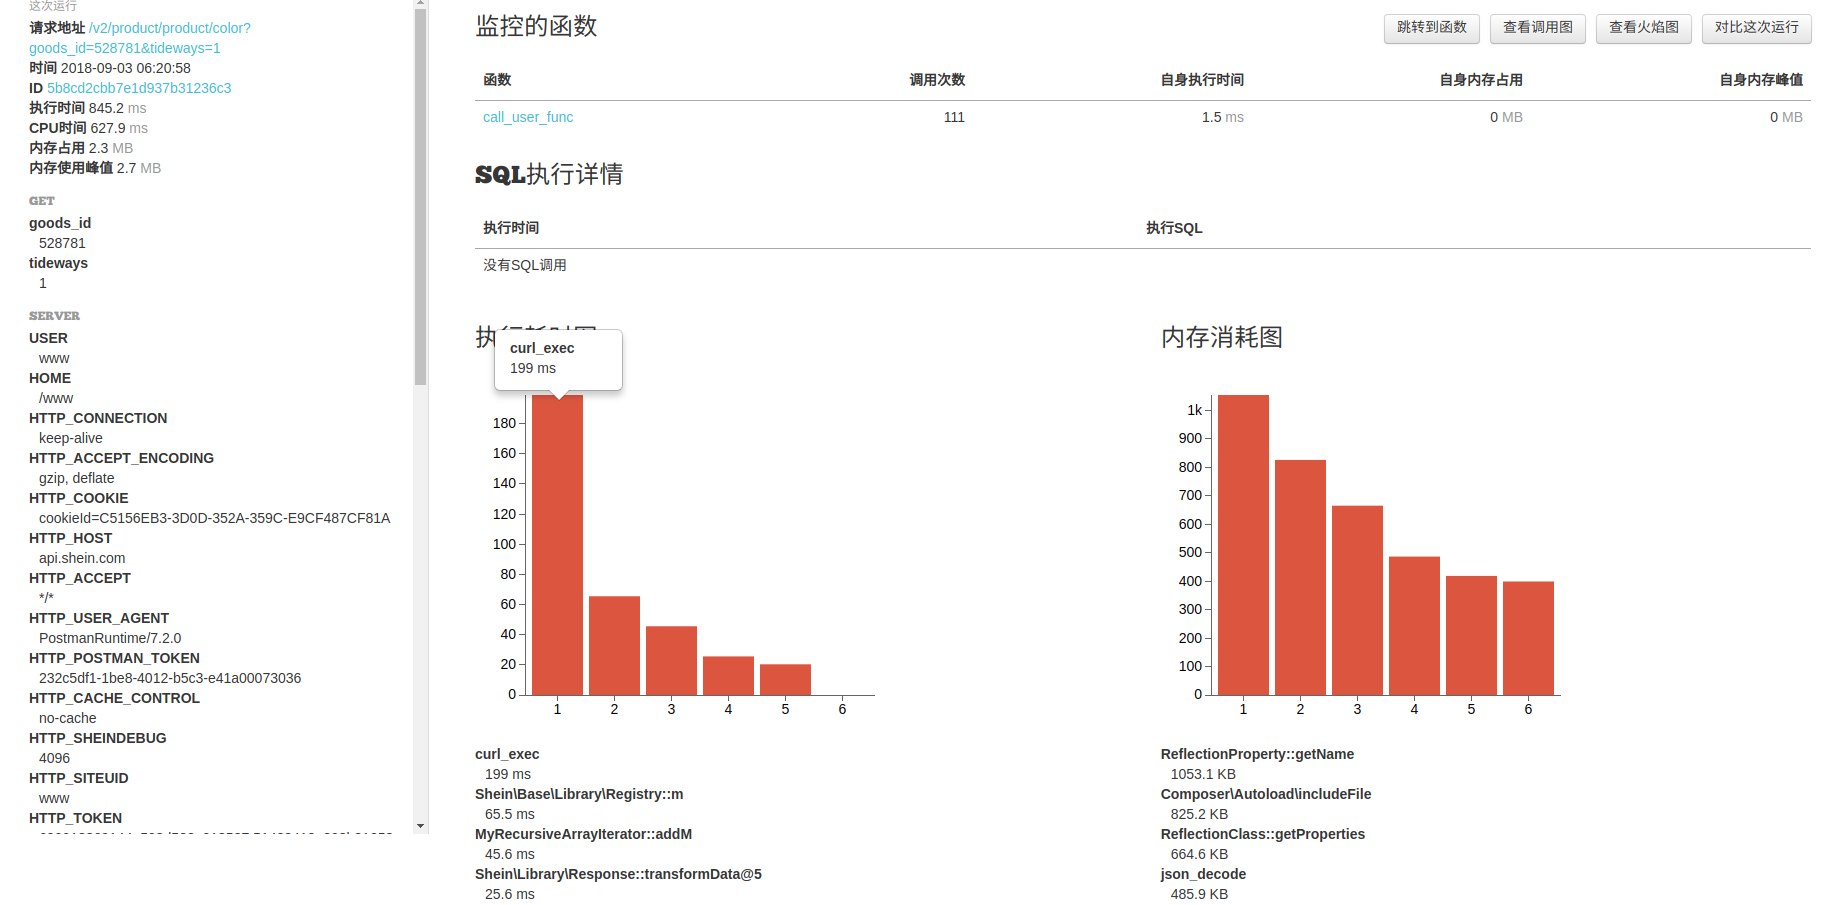 这次运行
请求地址 /v2/product/product/color?
goods_id=528781&tideways=1
时间 2018-09-03 06:20:58
ID 5b8cd2cbb7e1d937b31236c3
执行时间 845.2 ms
CPU时间 627.9 ms
内存占用 2.3 MB
内存使用峰值 2.7 MB
GET
goods_id
528781
tideways
1
SERVER
USER
www
HOME
/www
HTTP_CONNECTION
keep-alive
HTTP_ACCEPT_ENCODING
gzip, deflate
HTTP_COOKIE
cookieId=C5156EB3-3D0D-352A-359C-E9CF487CF81A
HTTP_HOST
api.shein.com
HTTP_ACCEPT
*/*
HTTP_USER_AGENT
PostmanRuntime/7.2.0
HTTP_POSTMAN_TOKEN
232c5df1-1be8-4012-b5c3-e41a00073036
HTTP_CACHE_CONTROL
no-cache
HTTP_SHEINDEBUG
4096
HTTP_SITEUID
www
HTTP_TOKEN
监控的函数
跳转到函数 查看调用图 查看火焰图 对比这次运行
函数 调用次数 自身执行时间 自身内存占用 自身内存峰值
call_user_func 111 1.5 ms 0 MB 0 MB
SQL执行详情
执行时间 执行SQL
没有SQL调用
执行耗时图
curl_exec
199 ms
180
160
140
120
100
80
60
40
20
0
1 2 3 4 5 6
curl_exec
199 ms
Shein\Base\Library\Registry::m
65.5 ms
MyRecursiveArrayIterator::addM
45.6 ms
Shein\Library\Response::transformData@5
25.6 ms
内存消耗图
1k
900
800
700
600
500
400
300
200
100
0
1 2 3 4 5 6
ReflectionProperty::getName
1053.1 KB
Composer\Autoload\includeFile
825.2 KB
ReflectionClass::getProperties
664.6 KB
json_decode
485.9 KB